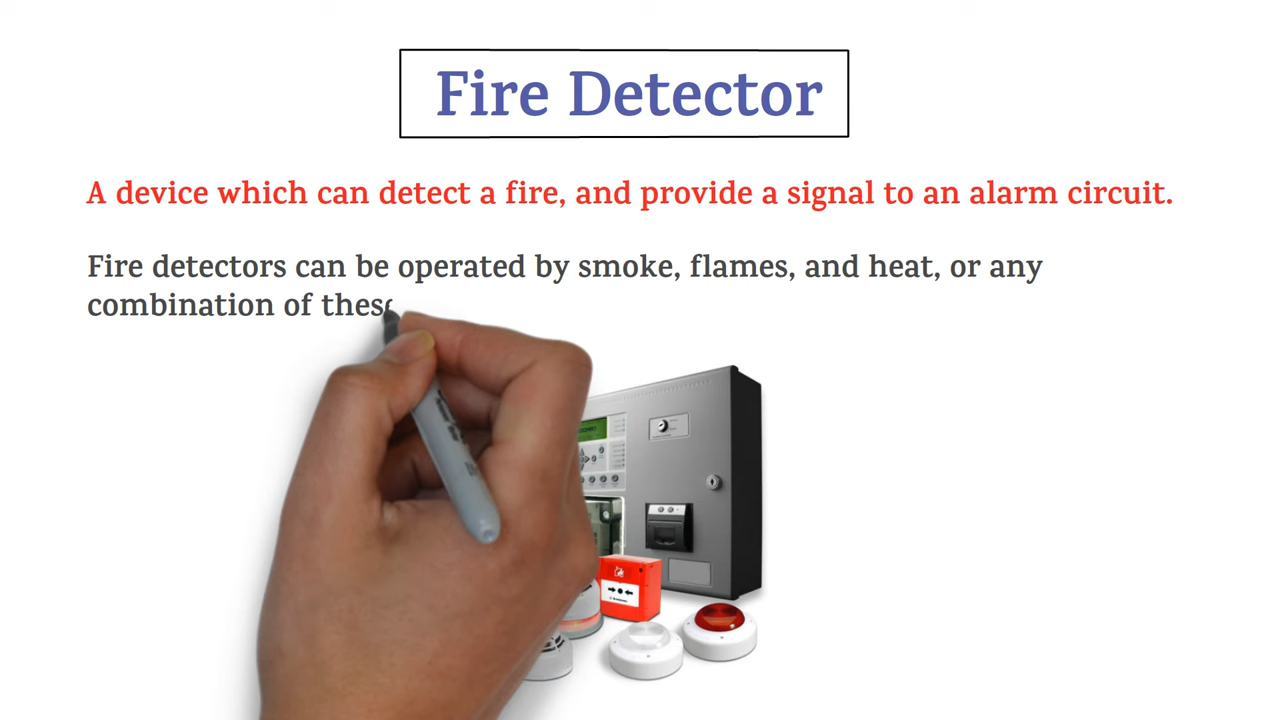 Fire Detector
A device which can detect a fire, and provide a signal to an alarm circuit.
Fire detectors can be operated by smoke, flames, and heat, or any
combination of these